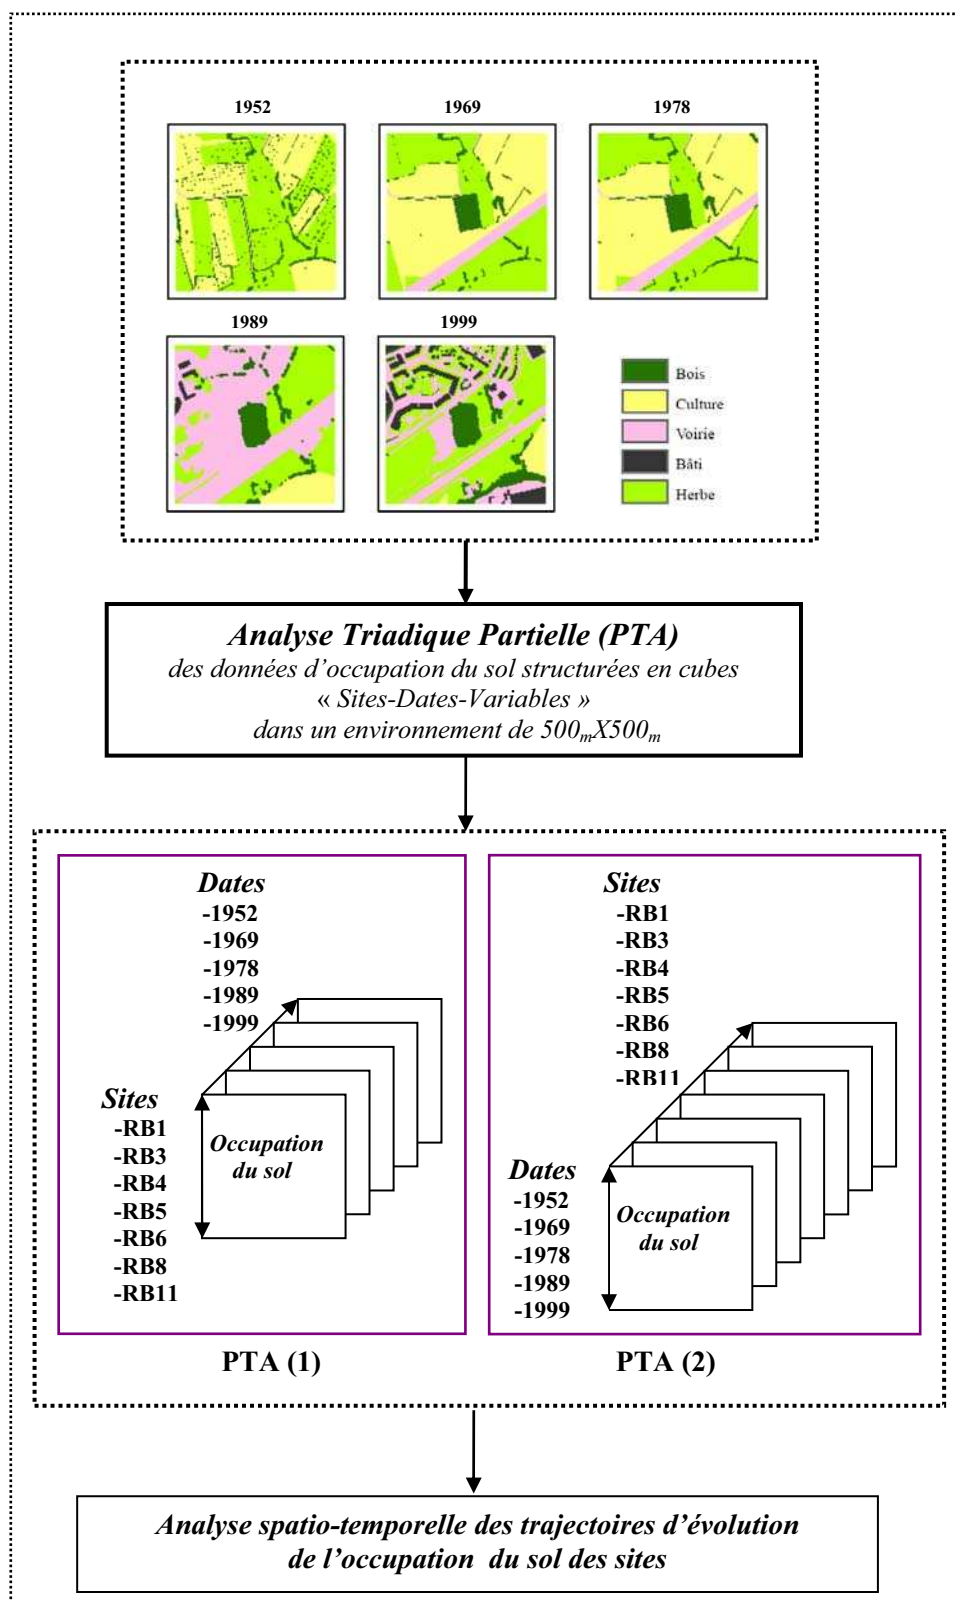 1952
1969
1978
1989
1999
Bois
Culture
Voirie
Bâti
Herbe
Analyse Triadique Partielle (PTA)
des données d’occupation du sol structurées en cubes
« Sites-Dates-Variables »
dans un environnement de 500mX500m
Dates
-1952
-1969
-1978
-1989
-1999
Sites
-RB1
-RB3
-RB4
-RB5
-RB6
-RB8
-RB11
Occupation
du sol
PTA (1)
Sites
-RB1
-RB3
-RB4
-RB5
-RB6
-RB8
-RB11
Dates
-1952
-1969
-1978
-1989
-1999
Occupation
du sol
PTA (2)
Analyse spatio-temporelle des trajectoires d’évolution
de l’occupation du sol des sites